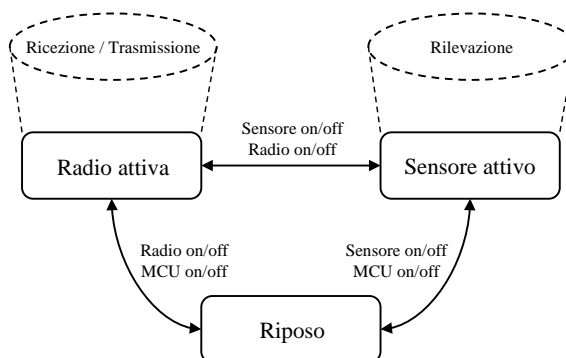 Ricezione / Trasmissione
Rilevazione
Sensore on/off
Radio on/off
Radio attiva
Sensore attivo
Radio on/off
MCU on/off
Sensore on/off
MCU on/off
Riposo